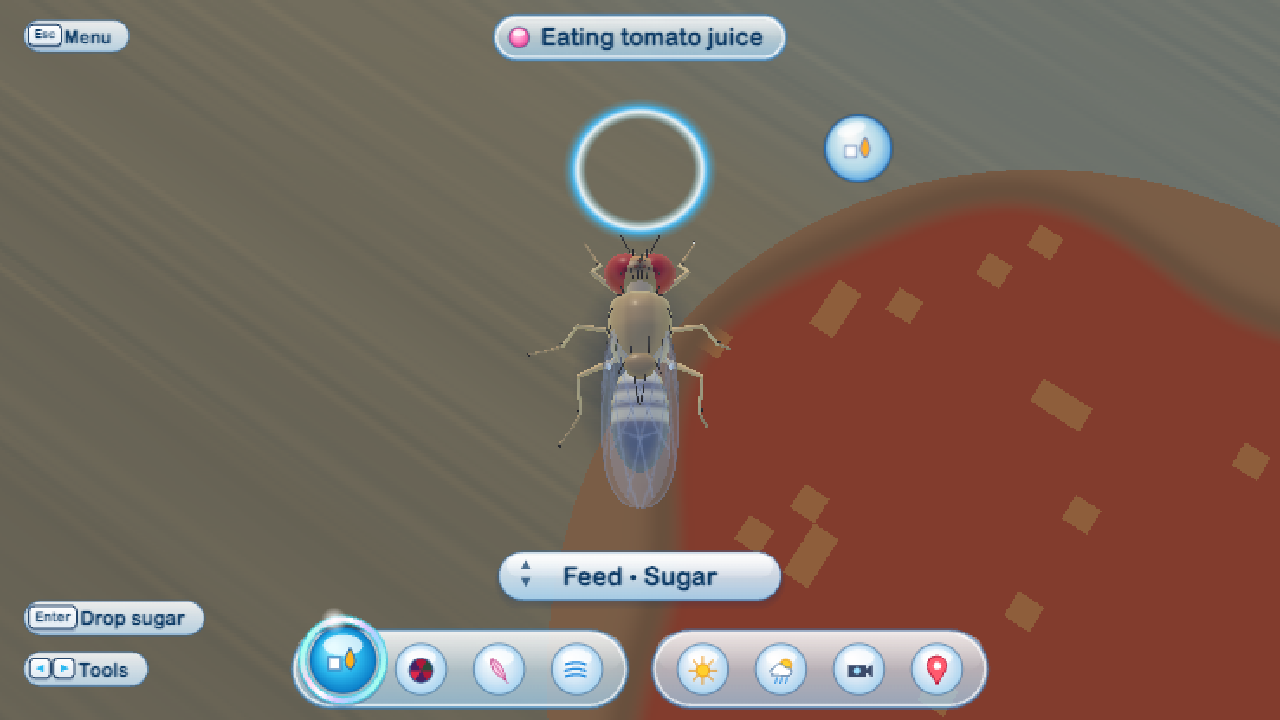 Esc Menu
Eating tomato juice
Feed • Sugar
Enter Drop sugar
Tools